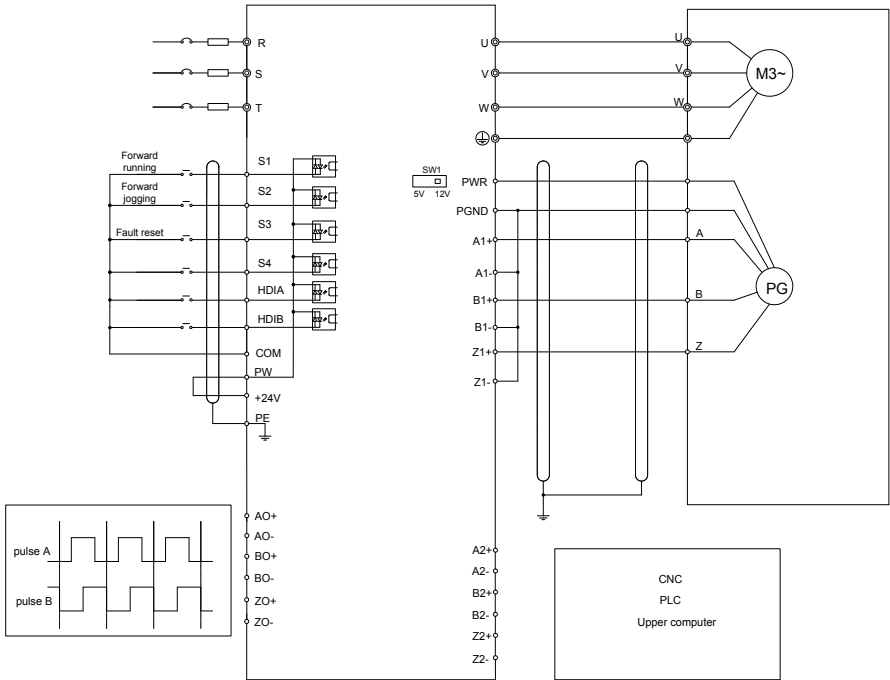 R
S
T
Forward
running
Forward
jogging
Fault reset
S1
S2
S3
S4
HDIA
HDIB
COM
PW
+24V
PE
AO+
AO-
BO+
BO-
ZO+
ZO-
pulse A
pulse B
U
V
W
SW1
5V 12V
PWR
PGND
A1+
A1-
B1+
B1-
Z1+
Z1-
A2+
A2-
B2+
B2-
Z2+
Z2-
U
V
W
M3~
A
B
Z
PG
CNC
PLC
Upper computer